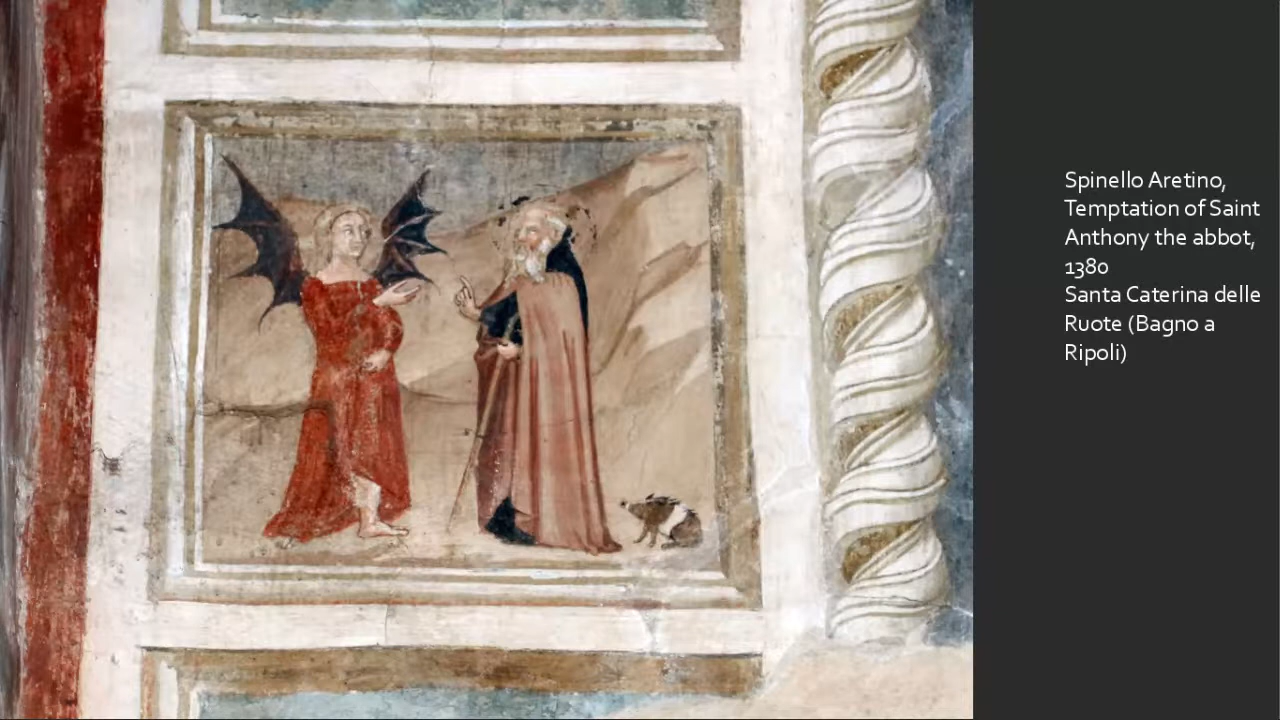 Spinello Aretino,
Temptation of Saint
Anthony the abbot,
1380
Santa Caterina delle
Ruote (Bagno a
Ripoli)